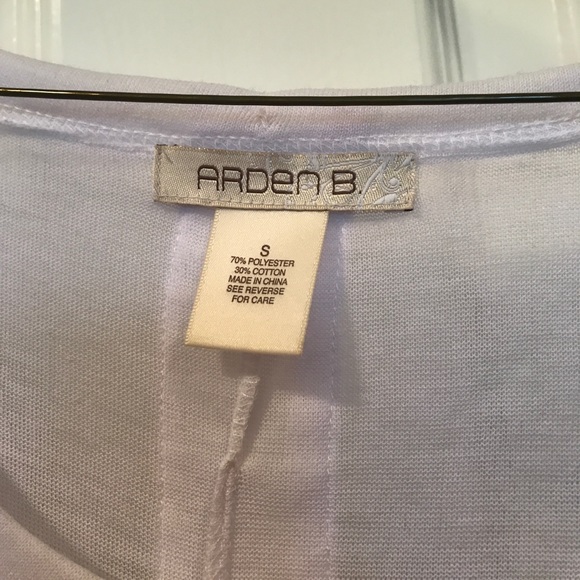 ARDEN B.
S
70% POLYESTER
30% COTTON
MADE IN CHINA
SEE REVERSE
FOR CARE